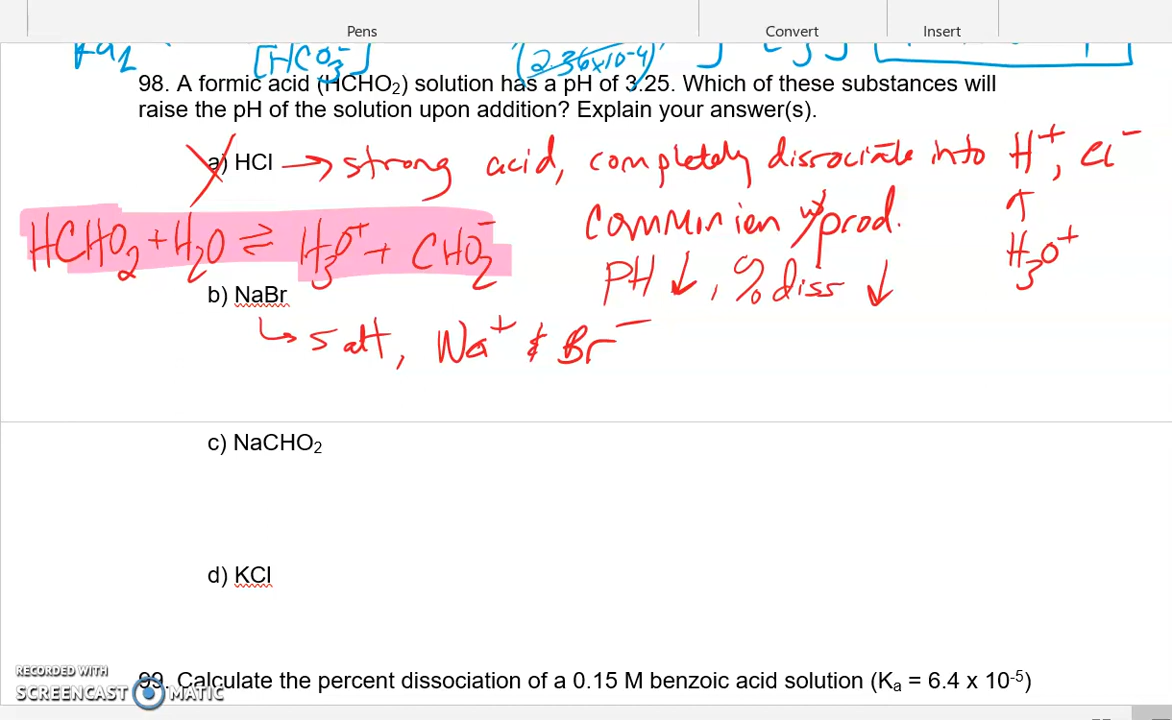 Pens Convert Insert
Ka2 [HCO3-] (2.36x10-4)
98. A formic acid (HCHO2) solution has a pH of 3.25. Which of these substances will
raise the pH of the solution upon addition? Explain your answer(s).
a) HCl → strong acid, completely dissociate into H+, Cl-
common ion w/ prod. ↑
HCHO2 + H2O ⇌ H3O+ + CHO2- H3O+
pH ↓, % diss ↓
b) NaBr
↳ salt, Na+ & Br-
c) NaCHO2
d) KCl
RECORDED WITH
SCREENCAST MATIC
99. Calculate the percent dissociation of a 0.15 M benzoic acid solution (Ka = 6.4 x 10-5)